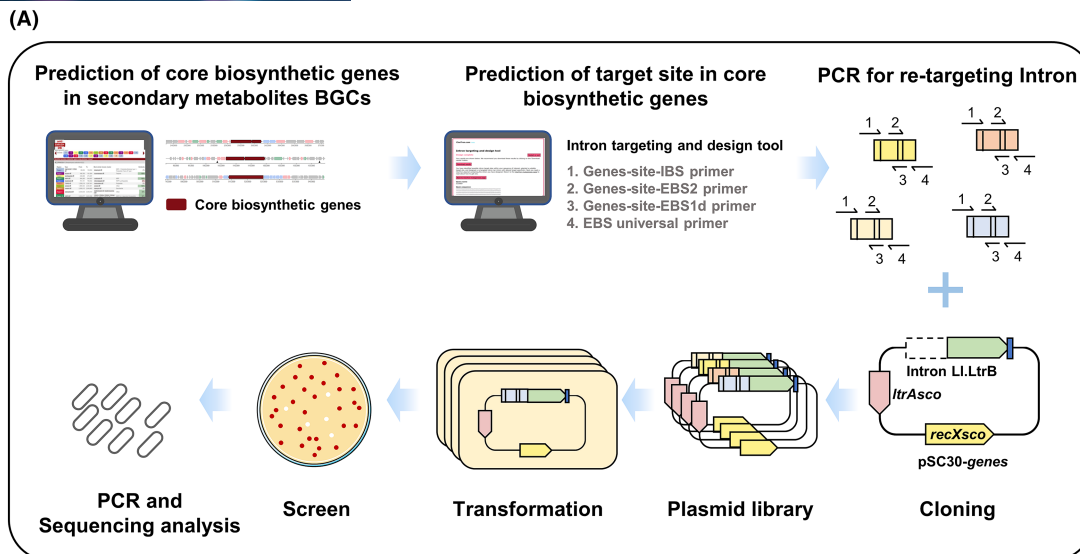 (A)
Prediction of core biosynthetic genes
in secondary metabolites BGCs
Core biosynthetic genes
Prediction of target site in core
biosynthetic genes
Intron targeting and design tool
1. Genes-site-IBS primer
2. Genes-site-EBS2 primer
3. Genes-site-EBS1d primer
4. EBS universal primer
PCR for re-targeting Intron
1 2
3 4
1 2
3 4
1 2
3 4
1 2
3 4
+
Intron Ll.LtrB
ltrAsco
recXsco
pSC30-genes
Cloning
Plasmid library
Transformation
Screen
PCR and
Sequencing analysis